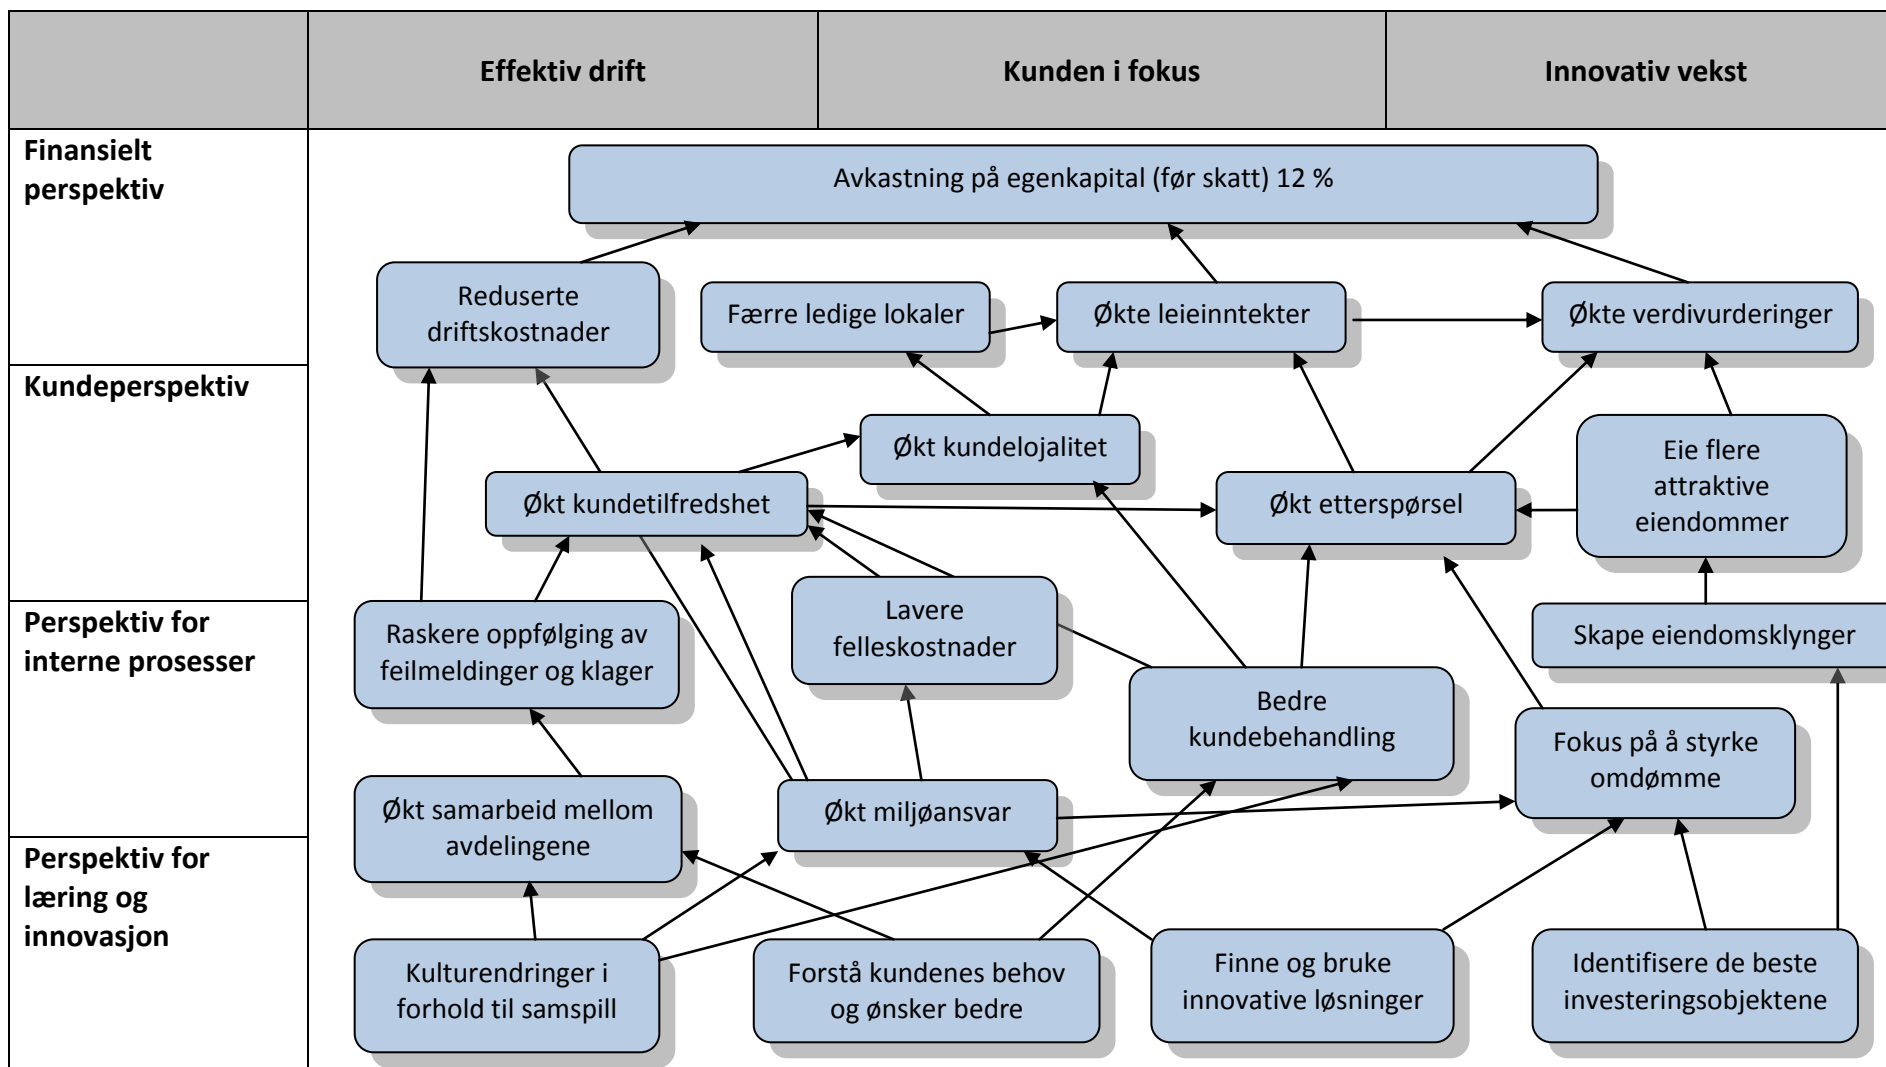 Effektiv drift
Kunden i fokus
Innovativ vekst
Finansielt
perspektiv
Avkastning på egenkapital (før skatt) 12 %
Reduserte
driftskostnader
Færre ledige lokaler
Økte leieinntekter
Økte verdivurderinger
Kundeperspektiv
Økt kundelojalitet
Eie flere
attraktive
eiendommer
Økt kundetilfredshet
Økt etterspørsel
Perspektiv for
interne prosesser
Raskere oppfølging av
feilmeldinger og klager
Lavere
felleskostnader
Skape eiendomsklynger
Bedre
kundebehandling
Fokus på å styrke
omdømme
Økt samarbeid mellom
avdelingene
Økt miljøansvar
Perspektiv for
læring og
innovasjon
Kulturendringer i
forhold til samspill
Forstå kundenes behov
og ønsker bedre
Finne og bruke
innovative løsninger
Identifisere de beste
investeringsobjektene